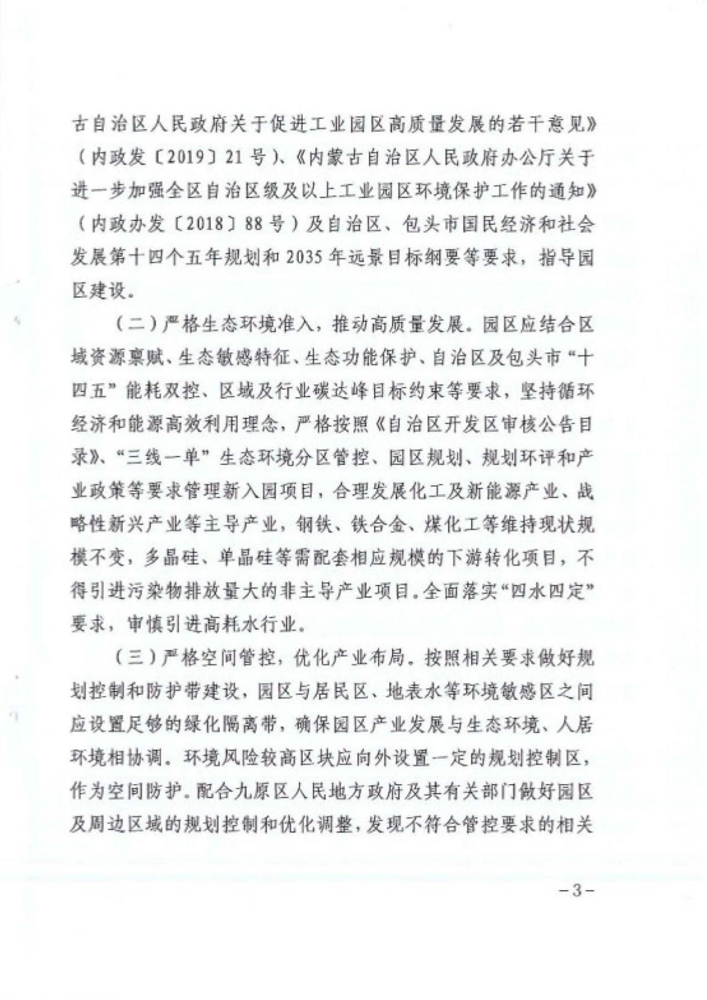 古自治区人民政府关于促进工业园区高质量发展的若干意见》
（内政发〔2019〕21 号）、《内蒙古自治区人民政府办公厅关于
进一步加强全区自治区级及以上工业园区环境保护工作的通知》
（内政办发〔2018〕88 号）及自治区、包头市国民经济和社会
发展第十四个五年规划和 2035 年远景目标纲要等要求，指导园
区建设。
（二）严格生态环境准入，推动高质量发展。园区应结合区
域资源禀赋、生态敏感特征、生态功能保护、自治区及包头市“十
四五”能耗双控、区域及行业碳达峰目标约束等要求，坚持循环
经济和能源高效利用理念，严格按照《自治区开发区审核公告目
录》、“三线一单”生态环境分区管控、园区规划、规划环评和产
业政策等要求管理新入园项目，合理发展化工及新能源产业、战
略性新兴产业等主导产业，钢铁、铁合金、煤化工等维持现状规
模不变，多晶硅、单晶硅等需配套相应规模的下游转化项目，不
得引进污染物排放量大的非主导产业项目。全面落实“四水四定”
要求，审慎引进高耗水行业。
（三）严格空间管控，优化产业布局。按照相关要求做好规
划控制和防护带建设，园区与居民区、地表水等环境敏感区之间
应设置足够的绿化隔离带，确保园区产业发展与生态环境、人居
环境相协调。环境风险较高区块应向外设置一定的规划控制区，
作为空间防护。配合九原区人民地方政府及其有关部门做好园区
及周边区域的规划控制和优化调整，发现不符合管控要求的相关
－3－